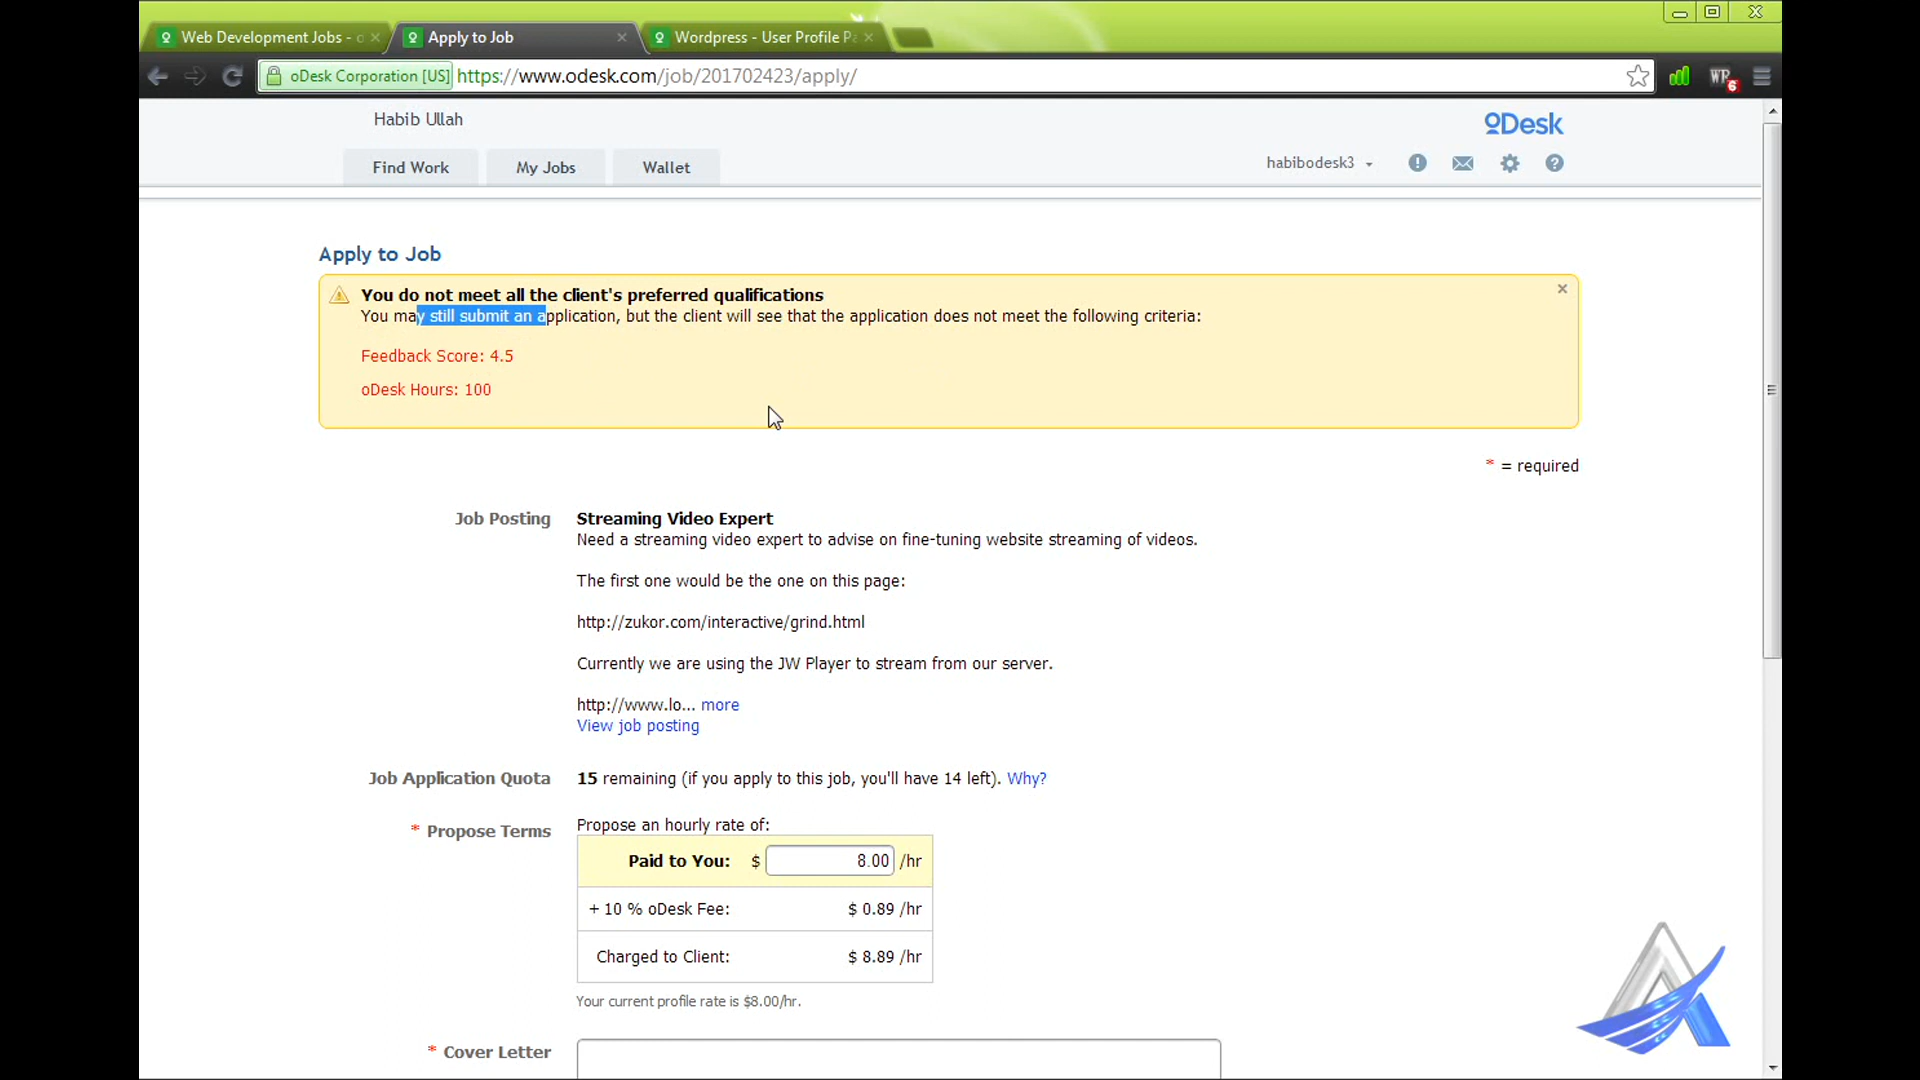 Web Development Jobs - o
Apply to Job
Wordpress - User Profile Pa
oDesk Corporation [US]
https://www.odesk.com/job/201702423/apply/
WR
6
Habib Ullah
oDesk
Find Work
My Jobs
Wallet
habibodesk3
Apply to Job
You do not meet all the client's preferred qualifications
You may still submit an application, but the client will see that the application does not meet the following criteria:
Feedback Score: 4.5
oDesk Hours: 100
* = required
Job Posting
Streaming Video Expert
Need a streaming video expert to advise on fine-tuning website streaming of videos.
The first one would be the one on this page:
http://zukor.com/interactive/grind.html
Currently we are using the JW Player to stream from our server.
http://www.lo... more
View job posting
Job Application Quota
15 remaining (if you apply to this job, you'll have 14 left). Why?
* Propose Terms
Propose an hourly rate of:
Paid to You: $ 8.00 /hr
+ 10 % oDesk Fee: $ 0.89 /hr
Charged to Client: $ 8.89 /hr
Your current profile rate is $8.00/hr.
* Cover Letter